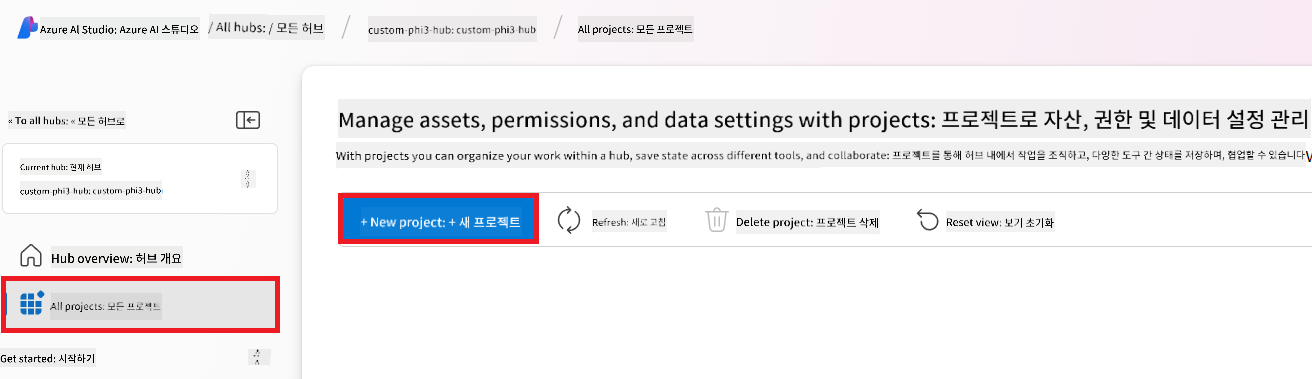 Azure AI Studio: Azure AI 스튜디오 / All hubs: / 모든 허브 / custom-phi3-hub: custom-phi3-hub / All projects: 모든 프로젝트
« To all hubs: « 모든 허브로
Current hub: 현재 허브
custom-phi3-hub: custom-phi3-hub
Hub overview: 허브 개요
All projects: 모든 프로젝트
Get started: 시작하기
Manage assets, permissions, and data settings with projects: 프로젝트로 자산, 권한 및 데이터 설정 관리
With projects you can organize your work within a hub, save state across different tools, and collaborate: 프로젝트를 통해 허브 내에서 작업을 조직하고, 다양한 도구 간 상태를 저장하며, 협업할 수 있습니다
+ New project: + 새 프로젝트
Refresh: 새로 고침
Delete project: 프로젝트 삭제
Reset view: 보기 초기화